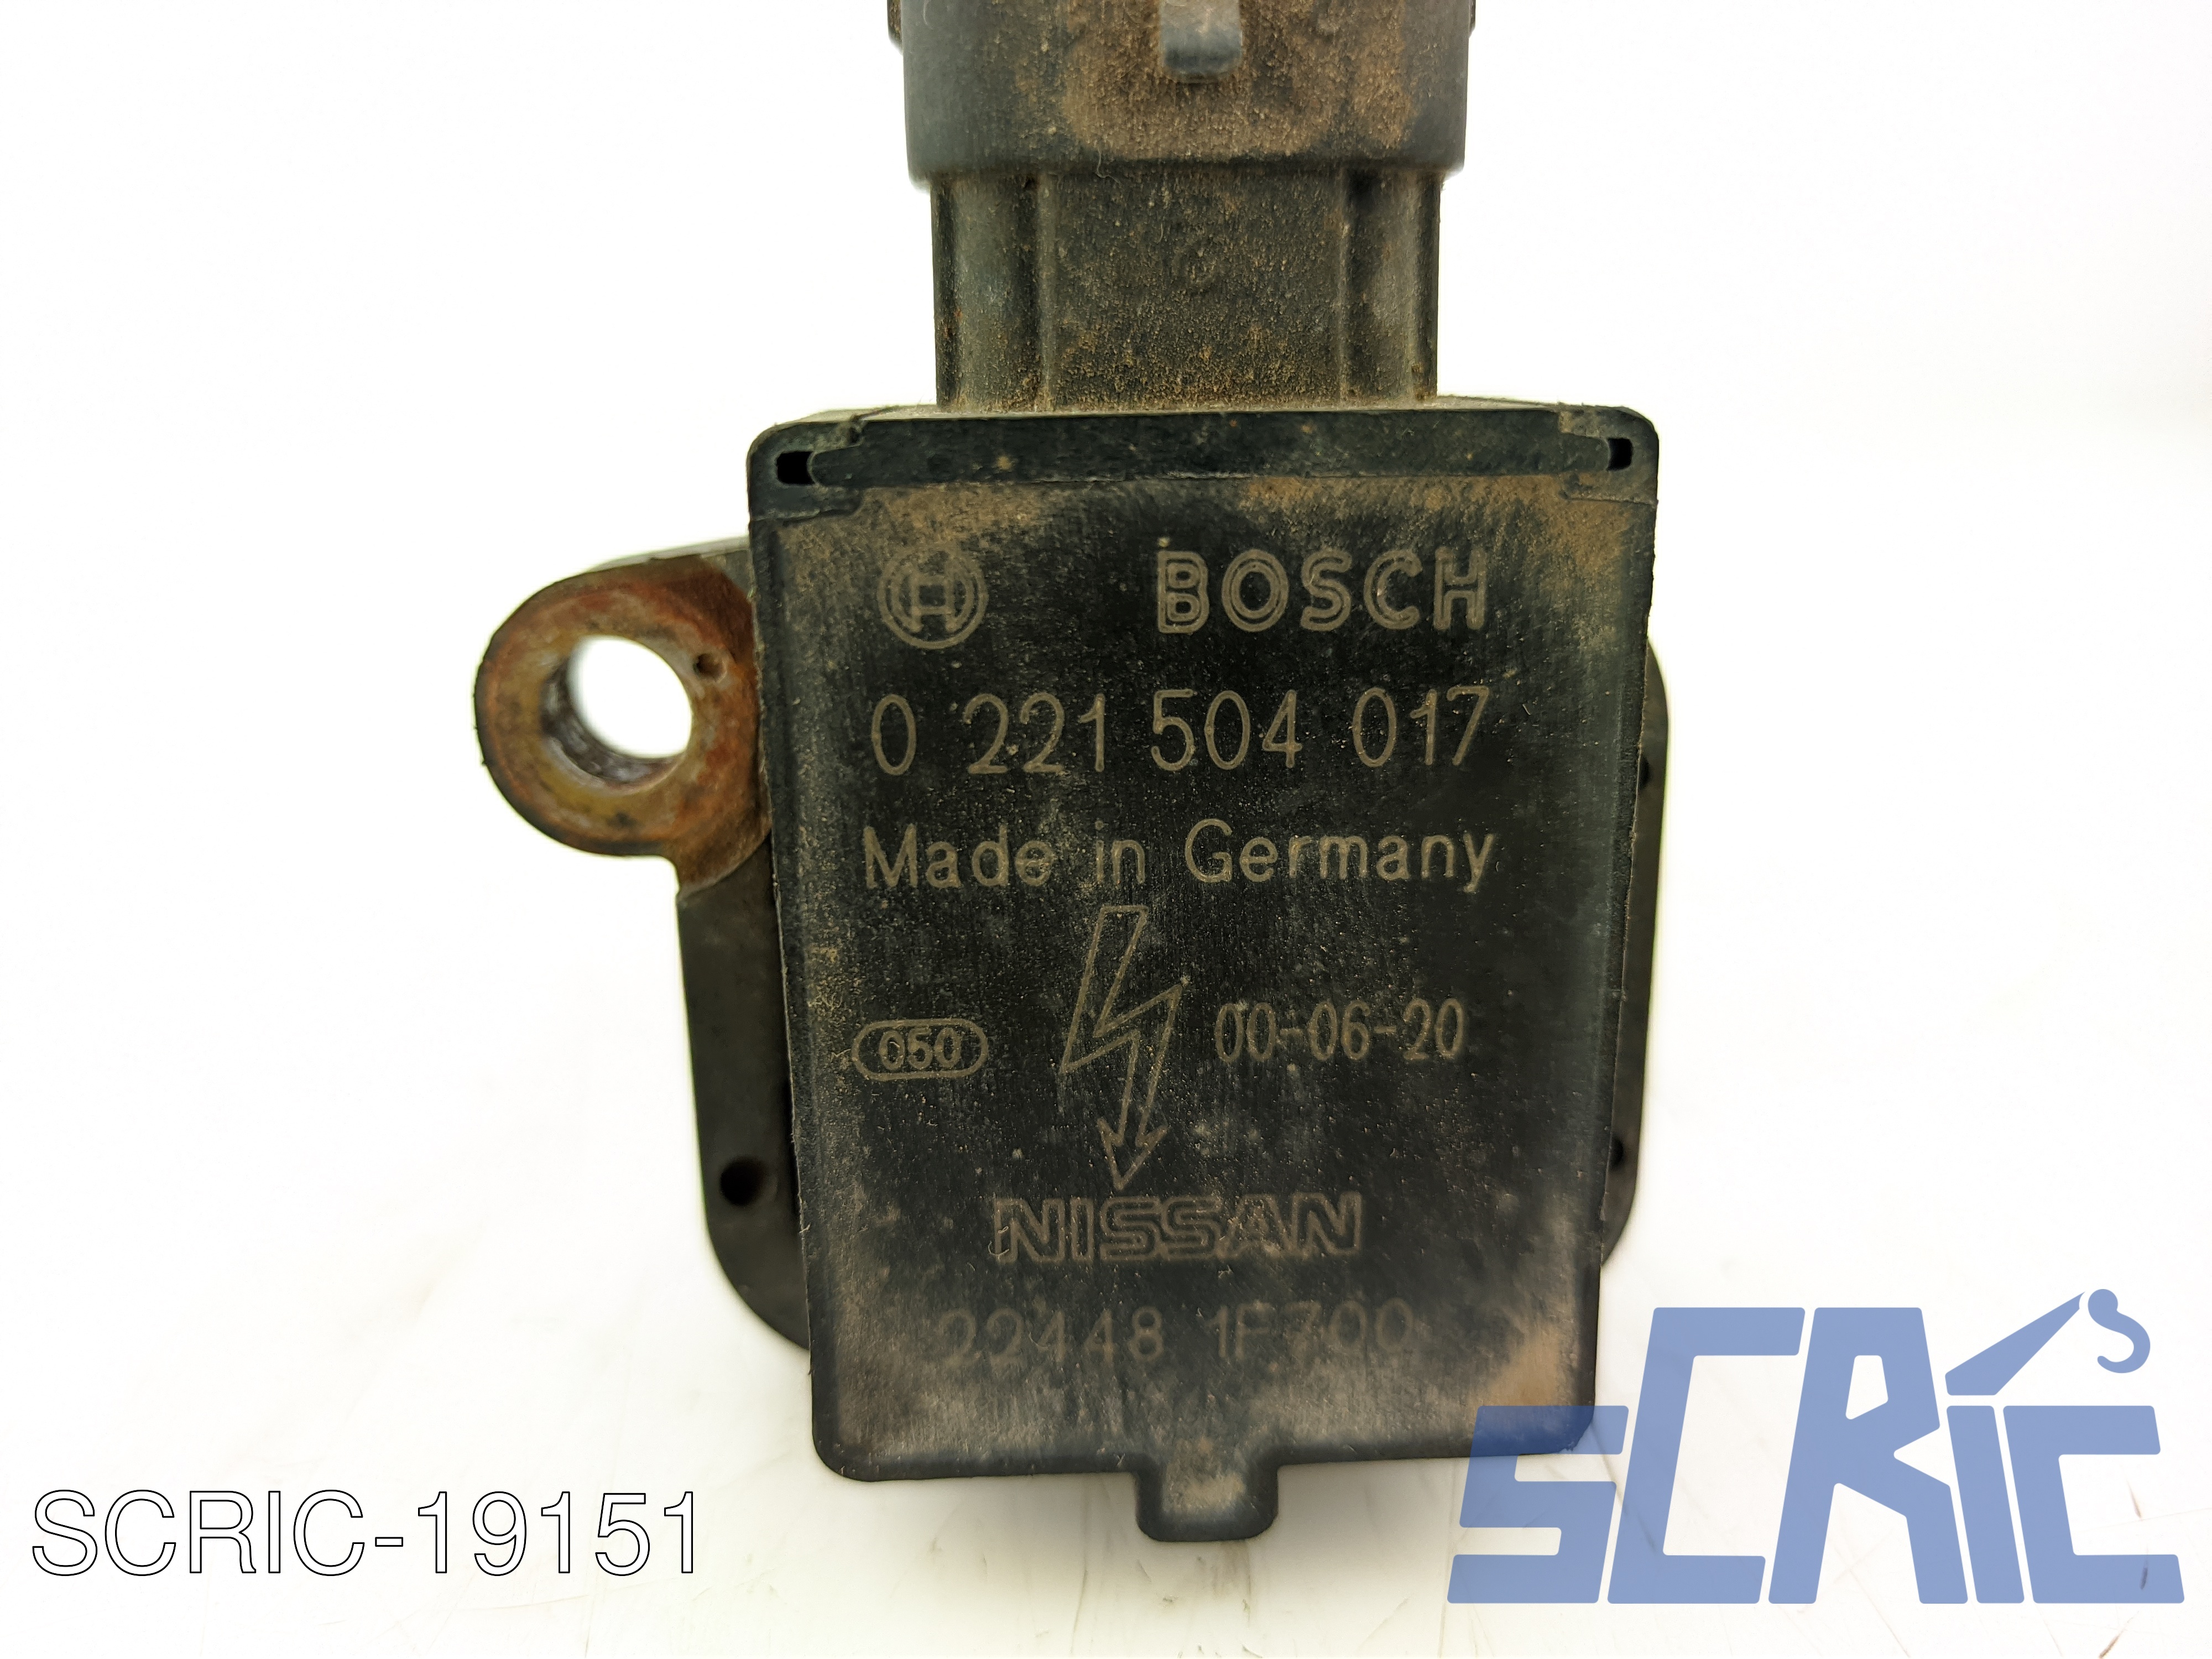 BOSCH
0 221 504 017
Made in Germany
050
00-06-20
NISSAN
22448 1F700
SCRIC
SCRIC-19151